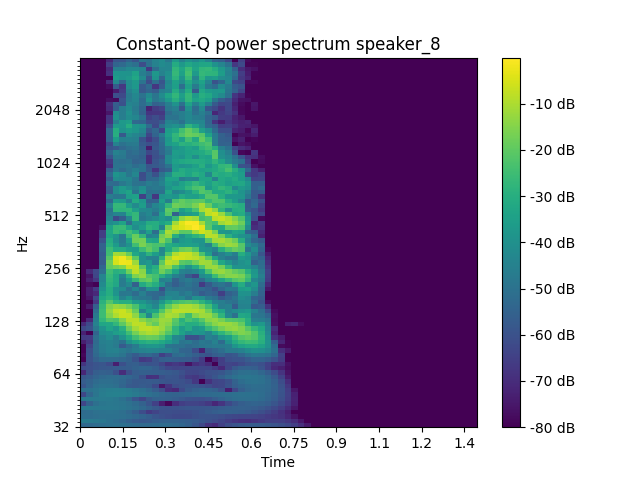 Constant-Q power spectrum speaker_8
Hz
2048
1024
512
256
128
64
32
0 0.15 0.3 0.45 0.6 0.75 0.9 1.1 1.2 1.4
Time
-10 dB
-20 dB
-30 dB
-40 dB
-50 dB
-60 dB
-70 dB
-80 dB